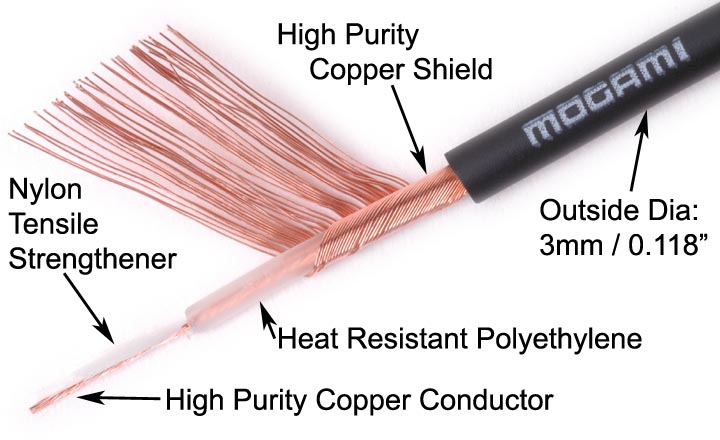 High Purity
Copper Shield
MOGAMI
Nylon
Tensile
Strengthener
Outside Dia:
3mm / 0.118”
Heat Resistant Polyethylene
High Purity Copper Conductor